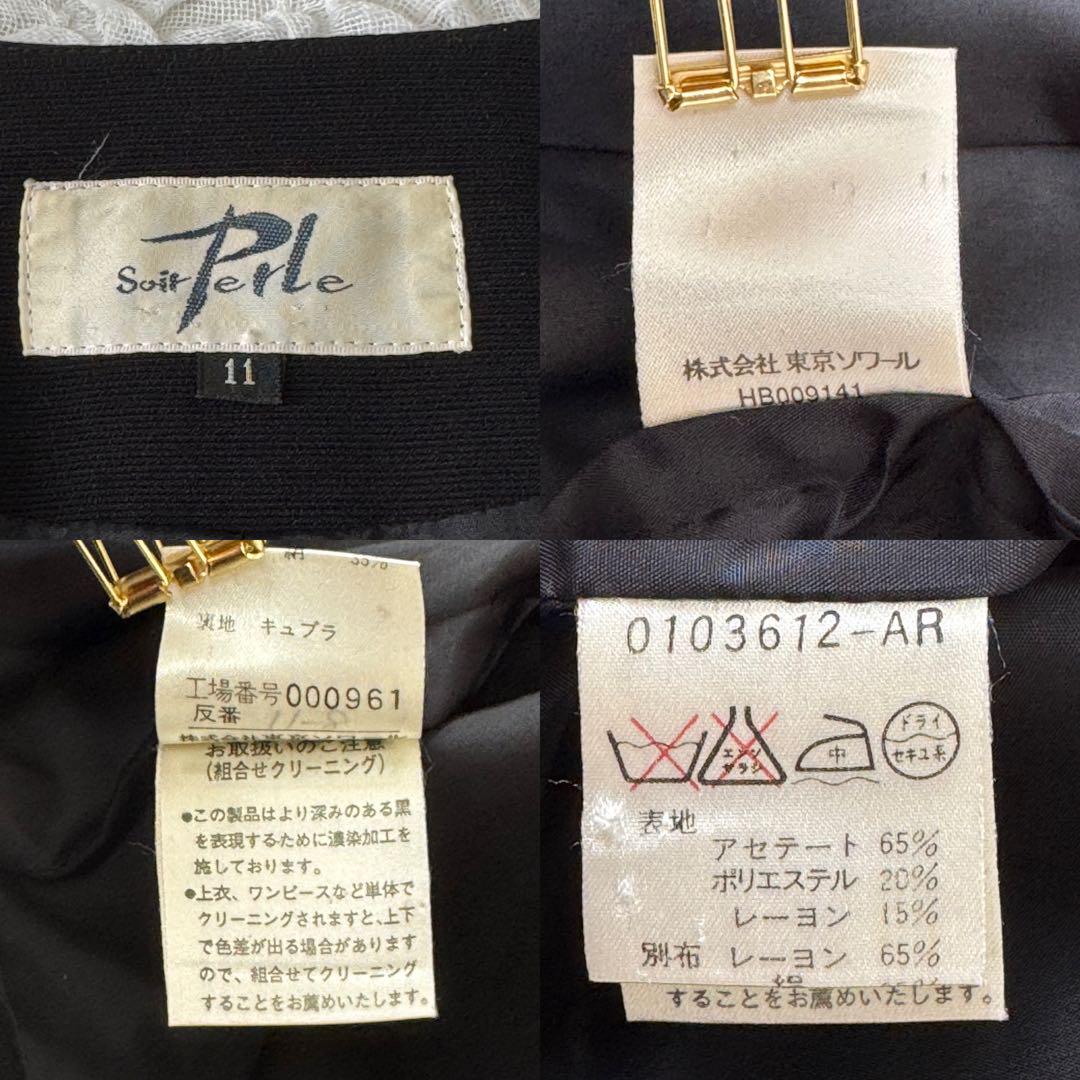 Soir Perle
11
株式会社 東京ソワール
HB009141
絹 35%
裏地 キュプラ
工場番号 000961
反番
お取扱いのご注意
(組合せクリーニング)
●この製品はより深みのある黒
を表現するために濃染加工を
施しております。
●上衣、ワンピースなど単体で
クリーニングされますと、上下
で色差が出る場合があります
ので、組合せてクリーニング
することをお薦めいたします。
0103612-AR
エンソ
サラシ
中
ドライ
セキユ系
表地
アセテート 65%
ポリエステル 20%
レーヨン 15%
別布 レーヨン 65%
することをお薦めいたします。